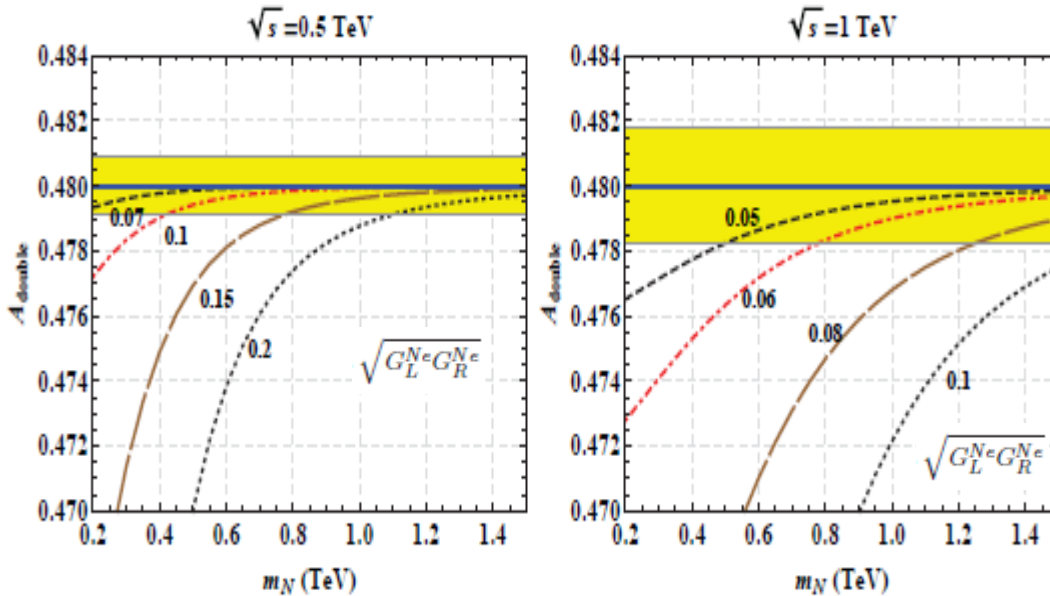 √s =0.5 TeV
0.484
0.482
0.480
0.478
0.476
0.474
0.472
0.470
A_double
0.07
0.1
0.15
0.2
√(G_L^{Ne} G_R^{Ne})
0.2 0.4 0.6 0.8 1.0 1.2 1.4
m_N (TeV)
√s =1 TeV
0.484
0.482
0.480
0.478
0.476
0.474
0.472
0.470
A_double
0.05
0.06
0.08
0.1
√(G_L^{Ne} G_R^{Ne})
0.2 0.4 0.6 0.8 1.0 1.2 1.4
m_N (TeV)